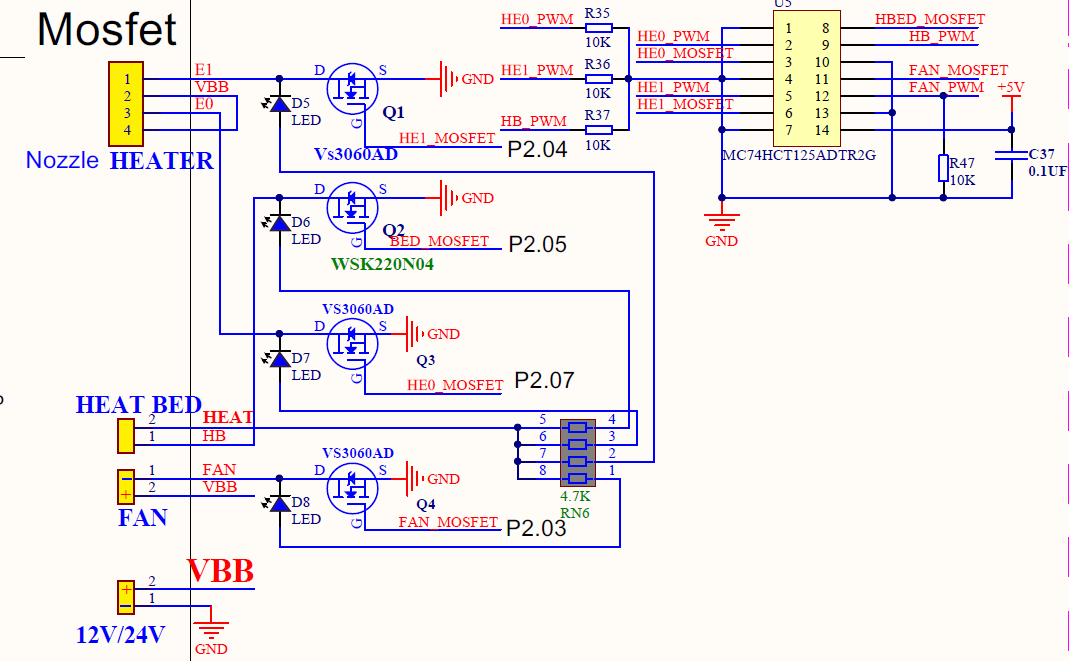 Mosfet
U5
HE0_PWM R35
10K
HE1_PWM R36
10K
HB_PWM R37
10K
HE0_PWM
HE0_MOSFET
HE1_PWM
HE1_MOSFET
1 8
2 9
3 10
4 11
5 12
6 13
7 14
MC74HCT125ADTR2G
HBED_MOSFET
HB_PWM
FAN_MOSFET
FAN_PWM
+5V
R47
10K
C37
0.1UF
GND
1 E1
2 VBB
3 E0
4
Nozzle HEATER
D5
LED
D S
G
Q1
GND
HE1_MOSFET
Vs3060AD
P2.04
D6
LED
D S
G
Q2
GND
BED_MOSFET
P2.05
WSK220N04
VS3060AD
D7
LED
D S
G
GND
Q3
HE0_MOSFET
P2.07
HEAT BED
2 HEAT
1 HB
5 4
6 3
7 2
8 1
4.7K
RN6
VS3060AD
1 FAN
2 VBB
+
FAN
D8
LED
D S
G
GND
Q4
FAN_MOSFET
P2.03
VBB
2
+
1
12V/24V
GND